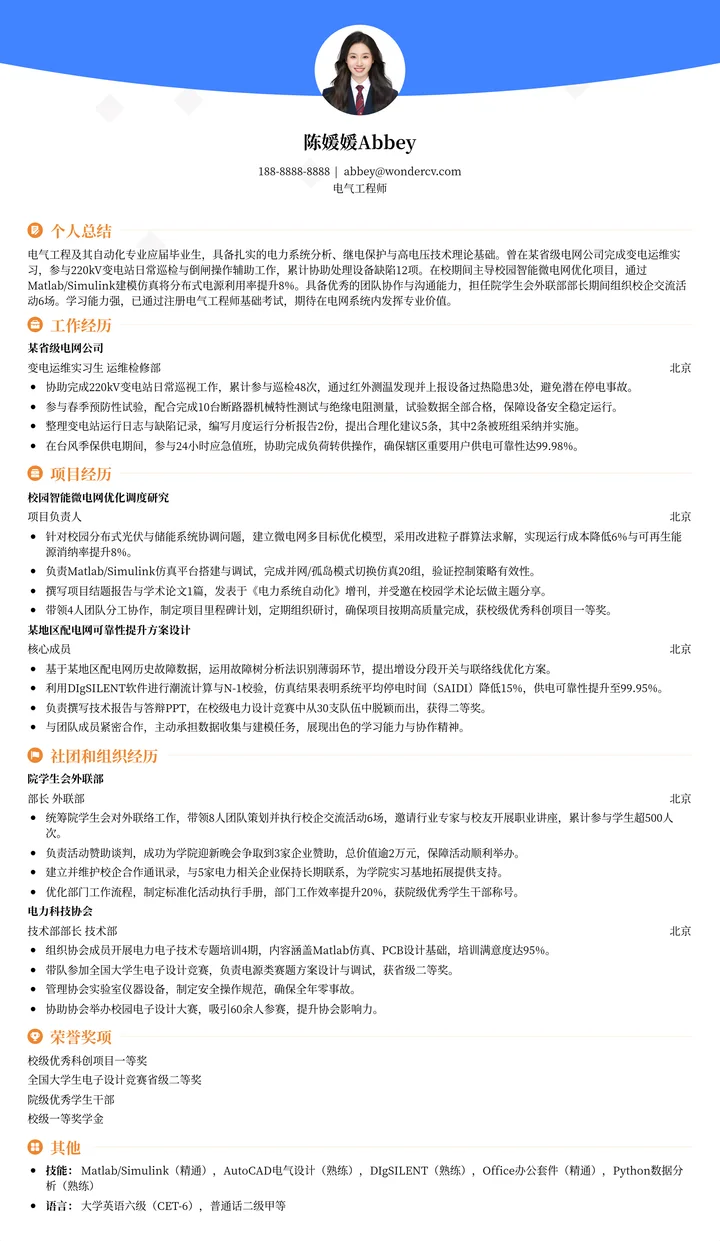 陈媛媛Abbey
188-8888-8888 | abbey@wondercv.com
电气工程师
个人总结
电气工程及其自动化专业应届毕业生，具备扎实的电力系统分析、继电保护与高电压技术理论基础。曾在某省级电网公司完成变电运维实
习，参与220kV变电站日常巡检与倒闸操作辅助工作，累计协助处理设备缺陷12项。在校期间主导校园智能微电网优化项目，通过
Matlab/Simulink建模仿真将分布式电源利用率提升8%。具备优秀的团队协作与沟通能力，担任院学生会外联部部长期间组织校企交流活
动6场。学习能力强，已通过注册电气工程师基础考试，期待在电网系统内发挥专业价值。
工作经历
某省级电网公司
变电运维实习生 运维检修部 北京
• 协助完成220kV变电站日常巡视工作，累计参与巡检48次，通过红外测温发现并上报设备过热隐患3处，避免潜在停电事故。
• 参与春季预防性试验，配合完成10台断路器机械特性测试与绝缘电阻测量，试验数据全部合格，保障设备安全稳定运行。
• 整理变电站运行日志与缺陷记录，编写月度运行分析报告2份，提出合理化建议5条，其中2条被班组采纳并实施。
• 在台风季保供电期间，参与24小时应急值班，协助完成负荷转供操作，确保辖区重要用户供电可靠性达99.98%。
项目经历
校园智能微电网优化调度研究
项目负责人 北京
• 针对校园分布式光伏与储能系统协调问题，建立微电网多目标优化模型，采用改进粒子群算法求解，实现运行成本降低6%与可再生能
源消纳率提升8%。
• 负责Matlab/Simulink仿真平台搭建与调试，完成并网/孤岛模式切换仿真20组，验证控制策略有效性。
• 撰写项目结题报告与学术论文1篇，发表于《电力系统自动化》增刊，并受邀在校园学术论坛做主题分享。
• 带领4人团队分工协作，制定项目里程碑计划，定期组织研讨，确保项目按期高质量完成，获校级优秀科创项目一等奖。
某地区配电网可靠性提升方案设计
核心成员 北京
• 基于某地区配电网历史故障数据，运用故障树分析法识别薄弱环节，提出增设分段开关与联络线优化方案。
• 利用DIgSILENT软件进行潮流计算与N-1校验，仿真结果表明系统平均停电时间（SAIDI）降低15%，供电可靠性提升至99.95%。
• 负责撰写技术报告与答辩PPT，在校级电力设计竞赛中从30支队伍中脱颖而出，获得二等奖。
• 与团队成员紧密合作，主动承担数据收集与建模任务，展现出色的学习能力与协作精神。
社团和组织经历
院学生会外联部
部长 外联部 北京
• 统筹院学生会对外联络工作，带领8人团队策划并执行校企交流活动6场，邀请行业专家与校友开展职业讲座，累计参与学生超500人
次。
• 负责活动赞助谈判，成功为学院迎新晚会争取到3家企业赞助，总价值逾2万元，保障活动顺利举办。
• 建立并维护校企合作通讯录，与5家电力相关企业保持长期联系，为学院实习基地拓展提供支持。
• 优化部门工作流程，制定标准化活动执行手册，部门工作效率提升20%，获院级优秀学生干部称号。
电力科技协会
技术部部长 技术部 北京
• 组织协会成员开展电力电子技术专题培训4期，内容涵盖Matlab仿真、PCB设计基础，培训满意度达95%。
• 带队参加全国大学生电子设计竞赛，负责电源类赛题方案设计与调试，获省级二等奖。
• 管理协会实验室仪器设备，制定安全操作规范，确保全年零事故。
• 协助协会举办校园电子设计大赛，吸引60余人参赛，提升协会影响力。
荣誉奖项
校级优秀科创项目一等奖
全国大学生电子设计竞赛省级二等奖
院级优秀学生干部
校级一等奖学金
其他
• 技能： Matlab/Simulink（精通）, AutoCAD电气设计（熟练）, DIgSILENT（熟练）, Office办公套件（精通）, Python数据分
析（熟练）
• 语言： 大学英语六级（CET-6）, 普通话二级甲等